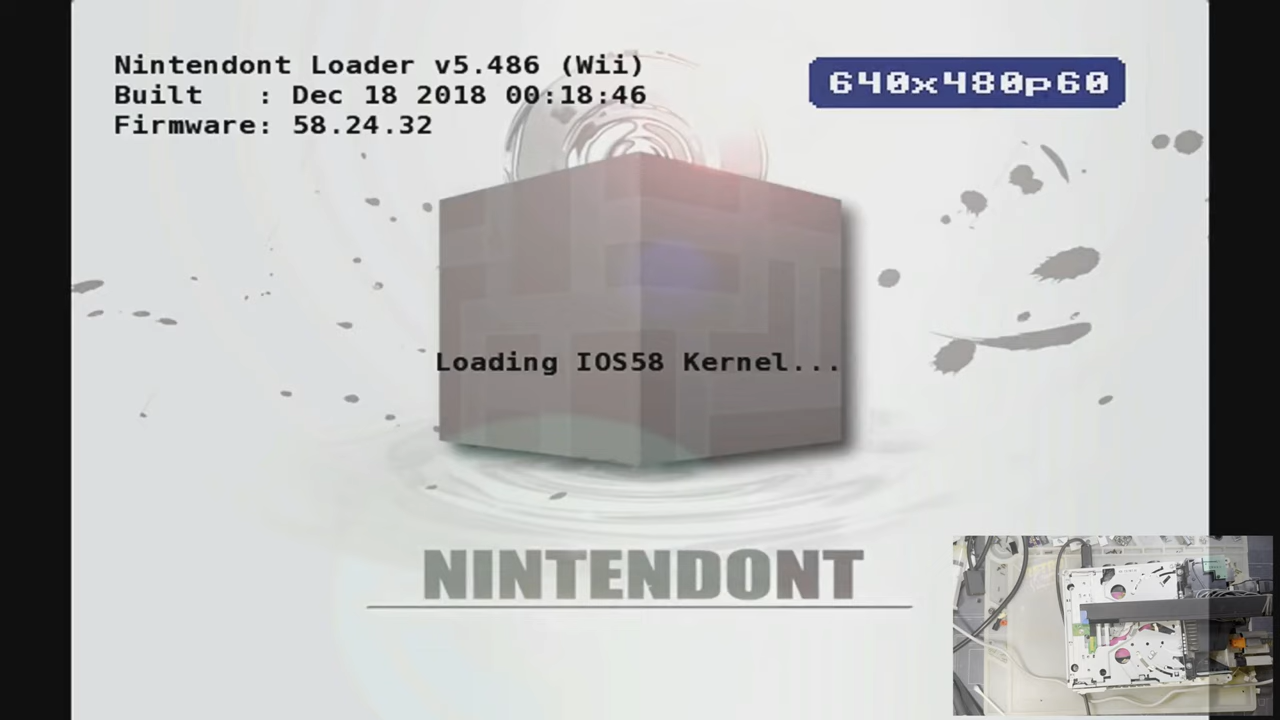 Nintendont Loader v5.486 (Wii)
Built   : Dec 18 2018 00:18:46
Firmware: 58.24.32
640x480p60
Loading IOS58 Kernel...
NINTENDONT